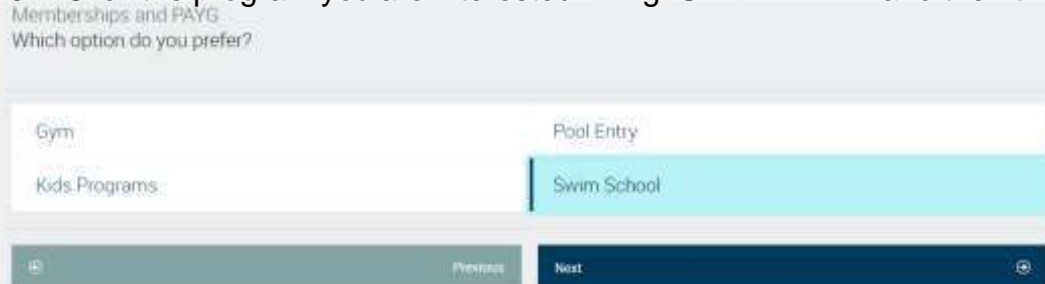 Memberships and PAYG
Which option do you prefer?
Gym
Pool Entry
Kids Programs
Swim School
Previous
Next